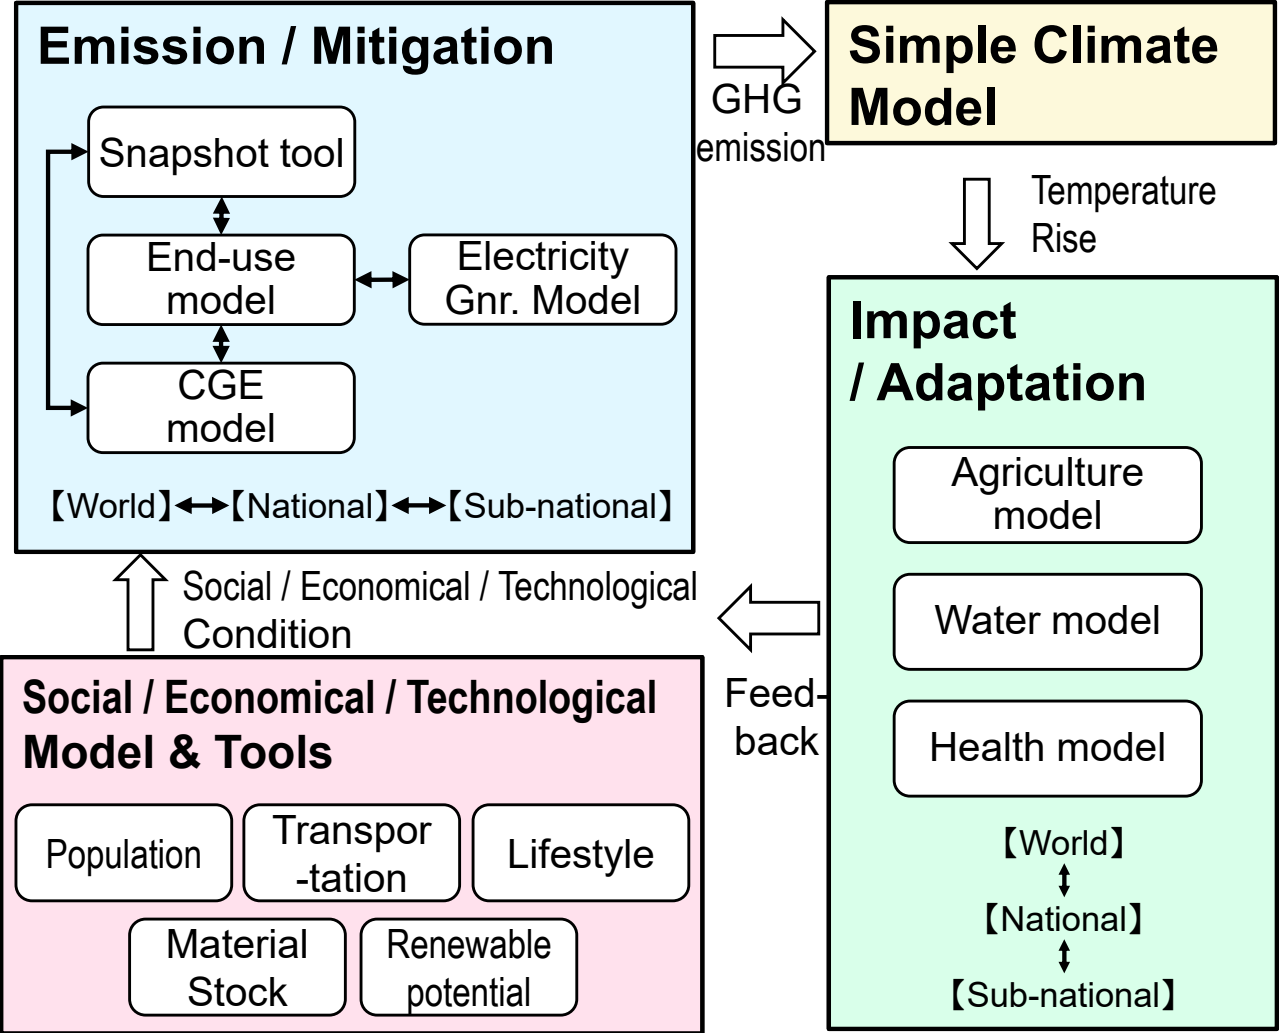 Emission / Mitigation
Snapshot tool
End-use
model
Electricity
Gnr. Model
CGE
model
【World】
【National】
【Sub-national】
GHG
emission
Simple Climate
Model
Temperature
Rise
Impact
/ Adaptation
Agriculture
model
Water model
Health model
【World】
【National】
【Sub-national】
Feed-
back
Social / Economical / Technological
Condition
Social / Economical / Technological
Model & Tools
Population
Transpor
-tation
Lifestyle
Material
Stock
Renewable
potential